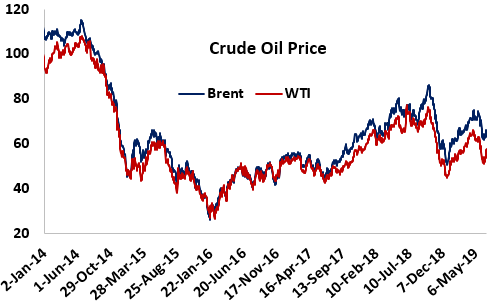 120
100
80
60
40
20
Crude Oil Price
Brent WTI
2-Jan-14
1-Jun-14
29-Oct-14
28-Mar-15
25-Aug-15
22-Jan-16
20-Jun-16
17-Nov-16
16-Apr-17
13-Sep-17
10-Feb-18
10-Jul-18
7-Dec-18
6-May-19